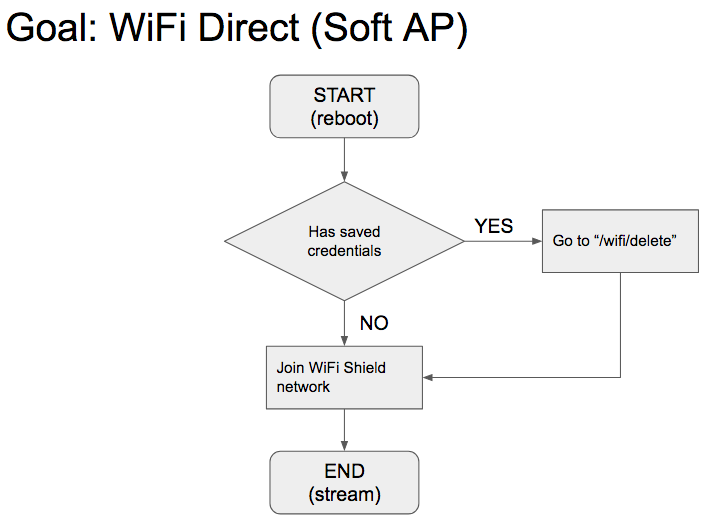 Goal: WiFi Direct (Soft AP)
START
(reboot)
Has saved
credentials
YES
Go to “/wifi/delete”
NO
Join WiFi Shield
network
END
(stream)